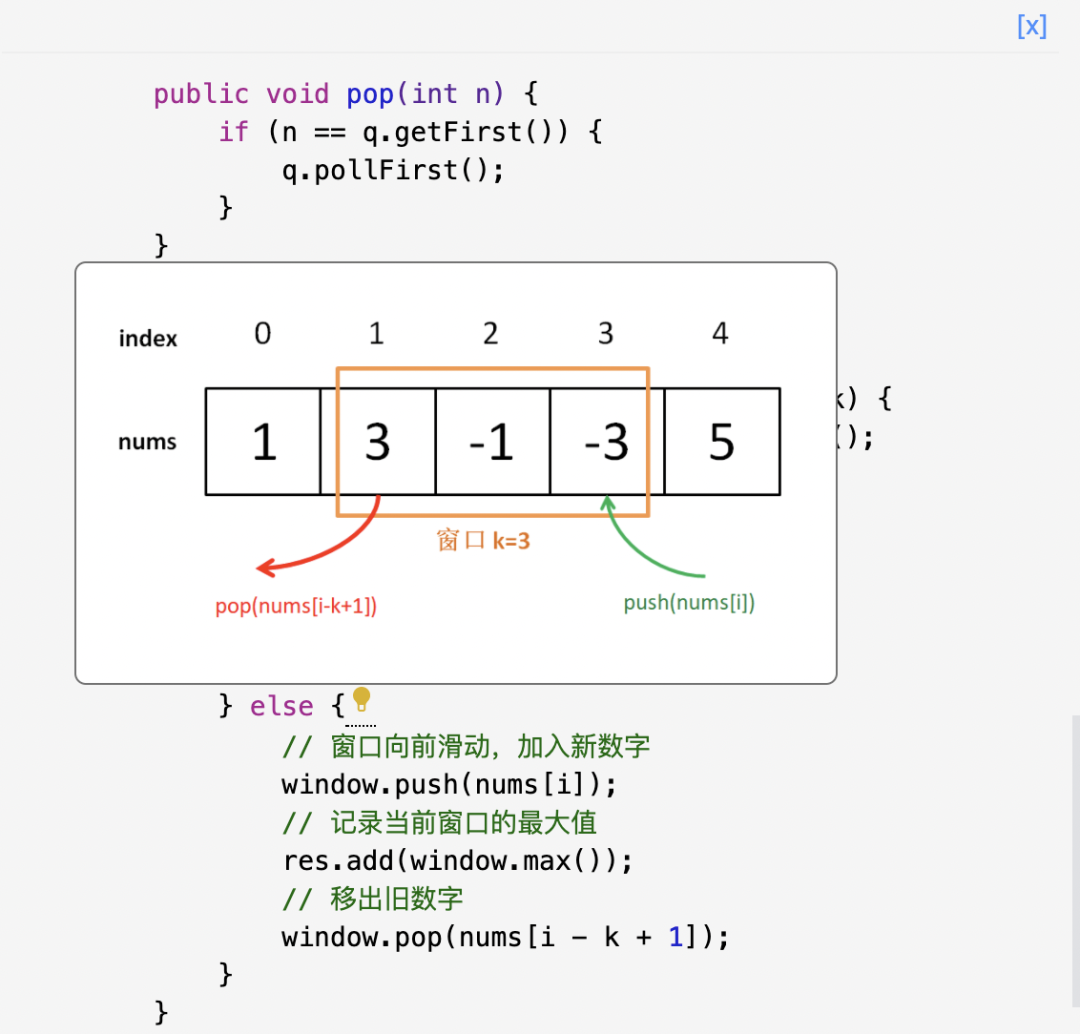 [x]
public void pop(int n) {
if (n == q.getFirst()) {
q.pollFirst();
}
}
index 0 1 2 3 4
nums 1 3 -1 -3 5
) {
();
窗口 k=3
pop(nums[i-k+1])
push(nums[i])
} else {
// 窗口向前滑动，加入新数字
window.push(nums[i]);
// 记录当前窗口的最大值
res.add(window.max());
// 移出旧数字
window.pop(nums[i - k + 1]);
}
}